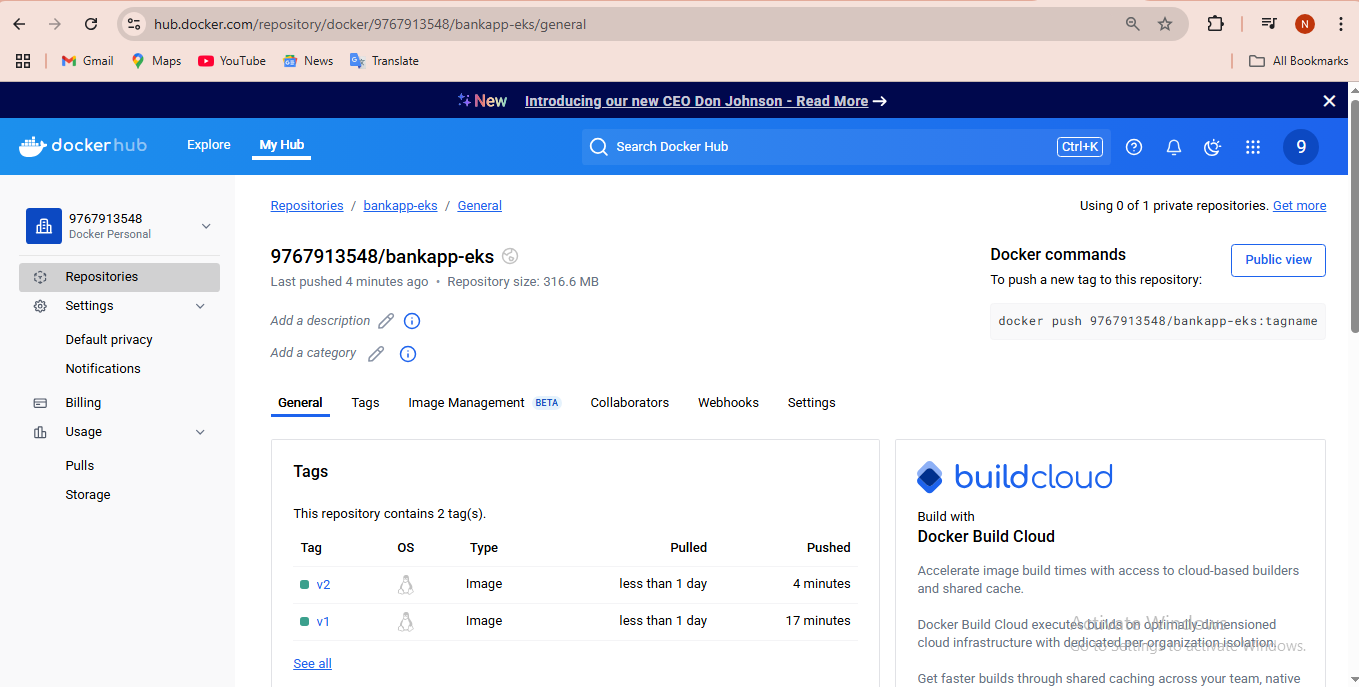 hub.docker.com/repository/docker/9767913548/bankapp-eks/general
N
Gmail Maps YouTube News Translate All Bookmarks
New Introducing our new CEO Don Johnson - Read More →
dockerhub Explore My Hub Search Docker Hub Ctrl+K 9
9767913548
Docker Personal
Repositories
Settings
Default privacy
Notifications
Billing
Usage
Pulls
Storage
Repositories / bankapp-eks / General
Using 0 of 1 private repositories. Get more
9767913548/bankapp-eks
Last pushed 4 minutes ago • Repository size: 316.6 MB
Add a description
Add a category
Docker commands
To push a new tag to this repository:
Public view
docker push 9767913548/bankapp-eks:tagname
General Tags Image Management BETA Collaborators Webhooks Settings
Tags
This repository contains 2 tag(s).
Tag OS Type Pulled Pushed
v2 Image less than 1 day 4 minutes
v1 Image less than 1 day 17 minutes
See all
buildcloud
Build with
Docker Build Cloud
Accelerate image build times with access to cloud-based builders
and shared cache.
Docker Build Cloud executes builds on optimally-dimensioned
cloud infrastructure with dedicated per-organization isolation.
Get faster builds through shared caching across your team, native
Activate Windows
Go to Settings to activate Windows.